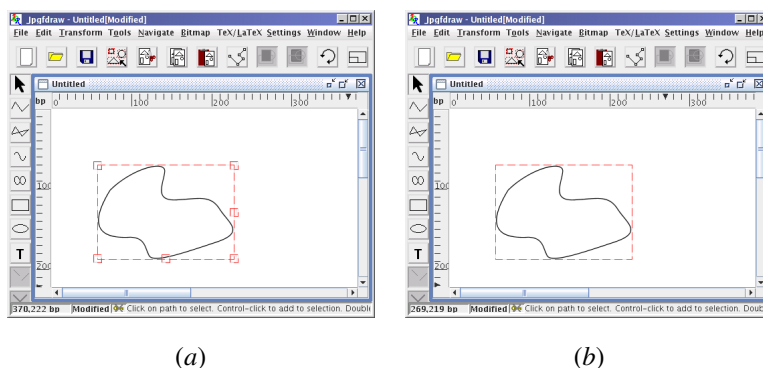 Jpgfdraw - Untitled[Modified]
File Edit Transform Tools Navigate Bitmap TeX/LaTeX Settings Window Help
Untitled
bp 0 100 200 300
100
T
200
370,222 bp Modified Click on path to select. Control-click to add to selection. Double
(a)
Jpgfdraw - Untitled[Modified]
File Edit Transform Tools Navigate Bitmap TeX/LaTeX Settings Window Help
Untitled
bp 0 100 200 300
100
T
200
269,219 bp Modified Click on path to select. Control-click to add to selection. Doub
(b)